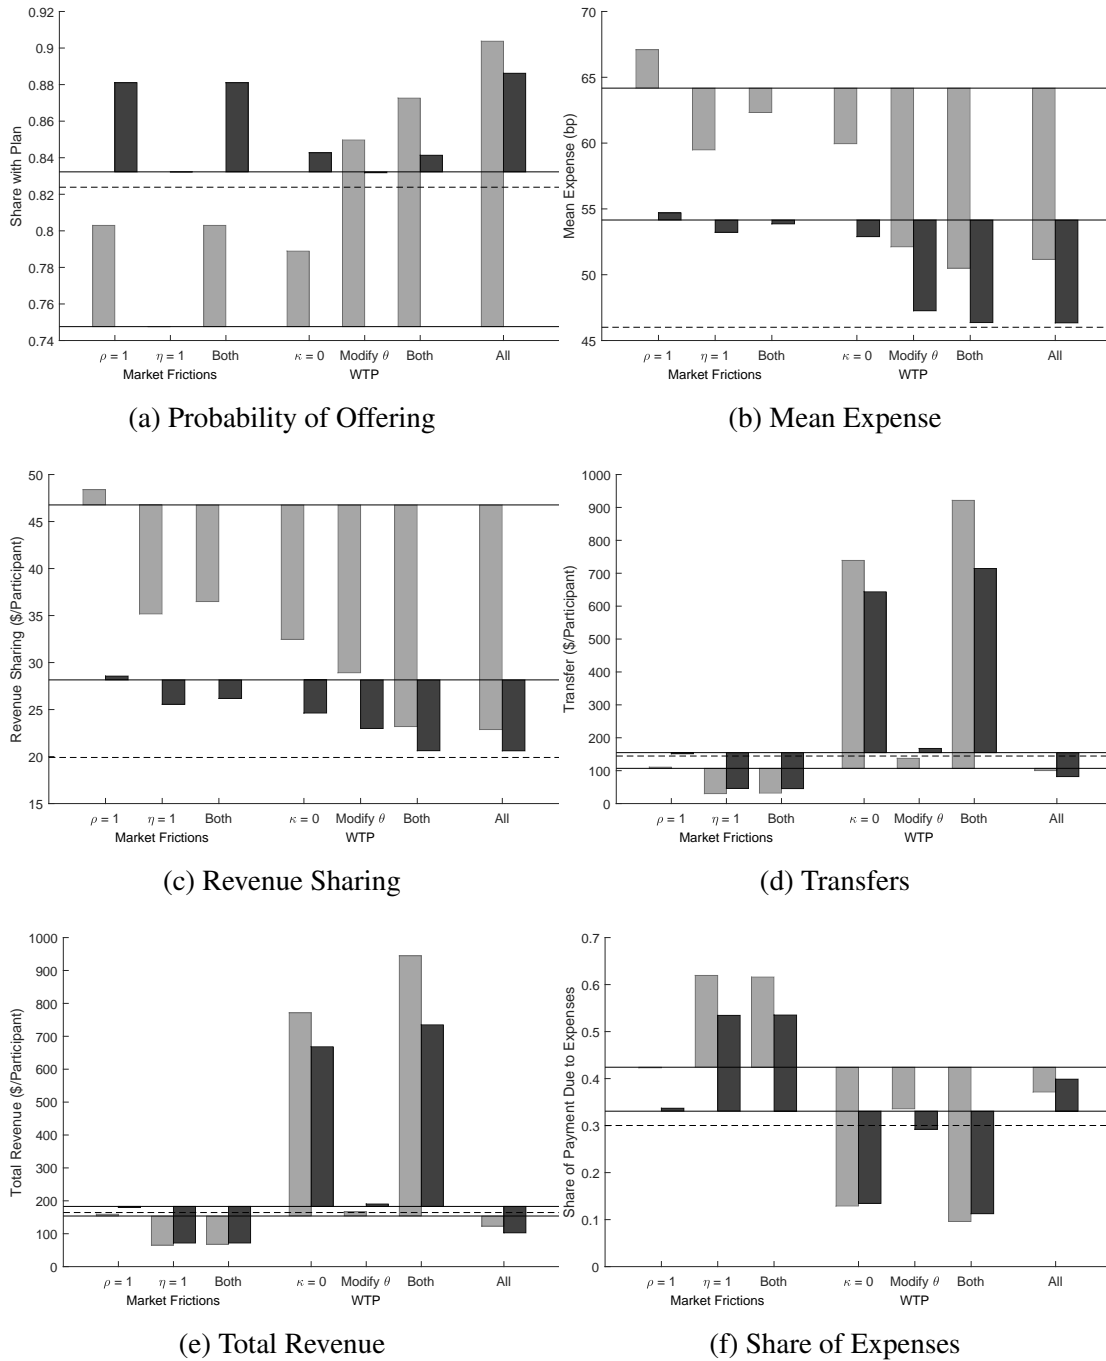 0.92
0.9
0.88
0.86
0.84
0.82
0.8
0.78
0.76
0.74
Share with Plan
ρ = 1 η = 1 Both κ = 0 Modify θ Both All
Market Frictions WTP
(a) Probability of Offering
70
65
60
55
50
45
Mean Expense (bp)
ρ = 1 η = 1 Both κ = 0 Modify θ Both All
Market Frictions WTP
(b) Mean Expense
50
45
40
35
30
25
20
15
Revenue Sharing ($/Participant)
ρ = 1 η = 1 Both κ = 0 Modify θ Both All
Market Frictions WTP
(c) Revenue Sharing
1000
900
800
700
600
500
400
300
200
100
0
Transfer ($/Participant)
ρ = 1 η = 1 Both κ = 0 Modify θ Both All
Market Frictions WTP
(d) Transfers
1000
900
800
700
600
500
400
300
200
100
0
Total Revenue ($/Participant)
ρ = 1 η = 1 Both κ = 0 Modify θ Both All
Market Frictions WTP
(e) Total Revenue
0.7
0.6
0.5
0.4
0.3
0.2
0.1
0
Share of Payment Due to Expenses
ρ = 1 η = 1 Both κ = 0 Modify θ Both All
Market Frictions WTP
(f) Share of Expenses